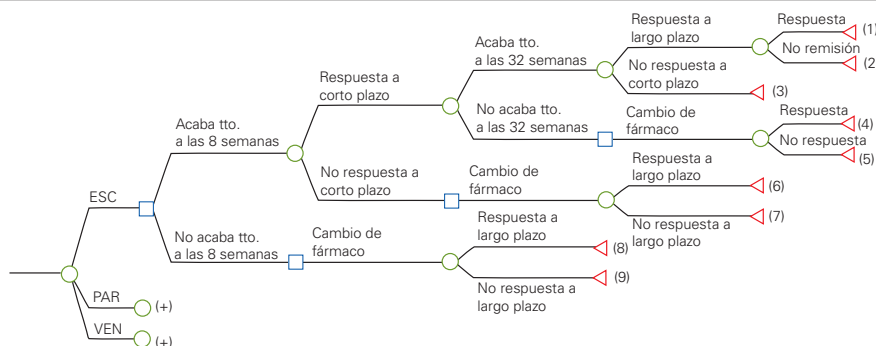 Respuesta a
largo plazo
Respuesta
(1)
No remisión
(2
Acaba tto.
a las 32 semanas
No respuesta a
corto plazo
(3)
Respuesta a
corto plazo
No acaba tto.
a las 32 semanas
Cambio de
fármaco
Respuesta
(4)
No respuesta
(5)
Acaba tto.
a las 8 semanas
No respuesta a
corto plazo
Cambio de
fármaco
Respuesta a
largo plazo
(6)
(7)
No respuesta a
largo plazo
ESC
No acaba tto.
a las 8 semanas
Cambio de
fármaco
Respuesta a
largo plazo
(8)
(9)
No respuesta a
largo plazo
PAR
(+)
VEN
(+)